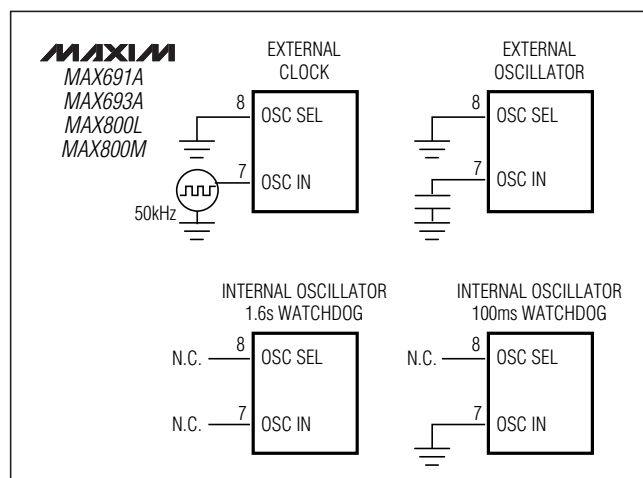 MAXIM
MAX691A
MAX693A
MAX800L
MAX800M
EXTERNAL
CLOCK
8
OSC SEL
7
OSC IN
50kHz
EXTERNAL
OSCILLATOR
8
OSC SEL
7
OSC IN
INTERNAL OSCILLATOR
1.6s WATCHDOG
N.C.
8
OSC SEL
N.C.
7
OSC IN
INTERNAL OSCILLATOR
100ms WATCHDOG
N.C.
8
OSC SEL
7
OSC IN